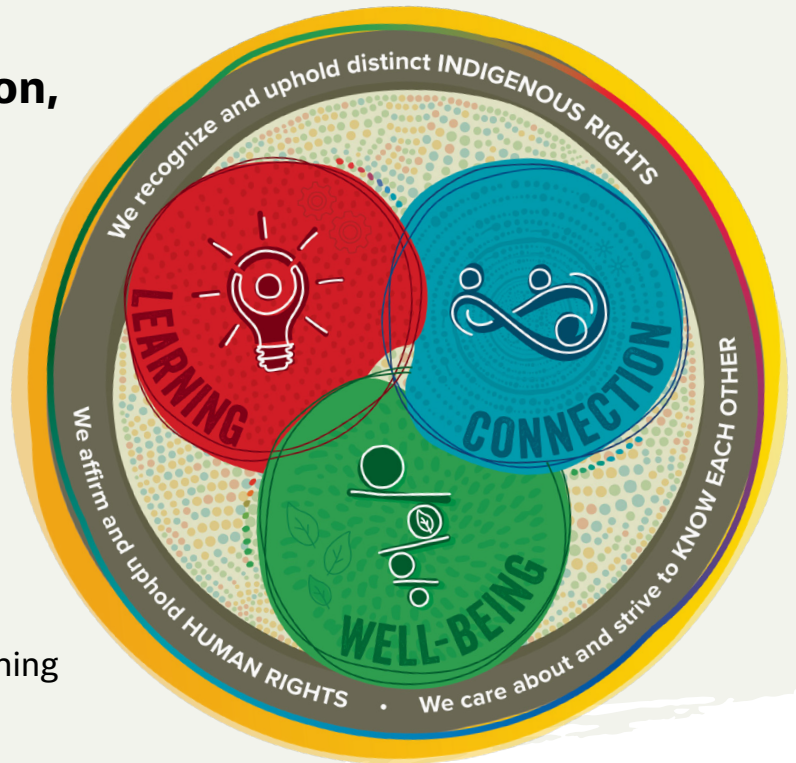 on,
We recognize and uphold distinct INDIGENOUS RIGHTS
LEARNING
CONNECTION
WELL-BEING
We affirm and uphold HUMAN RIGHTS • We care about and strive to KNOW EACH OTHER
ning